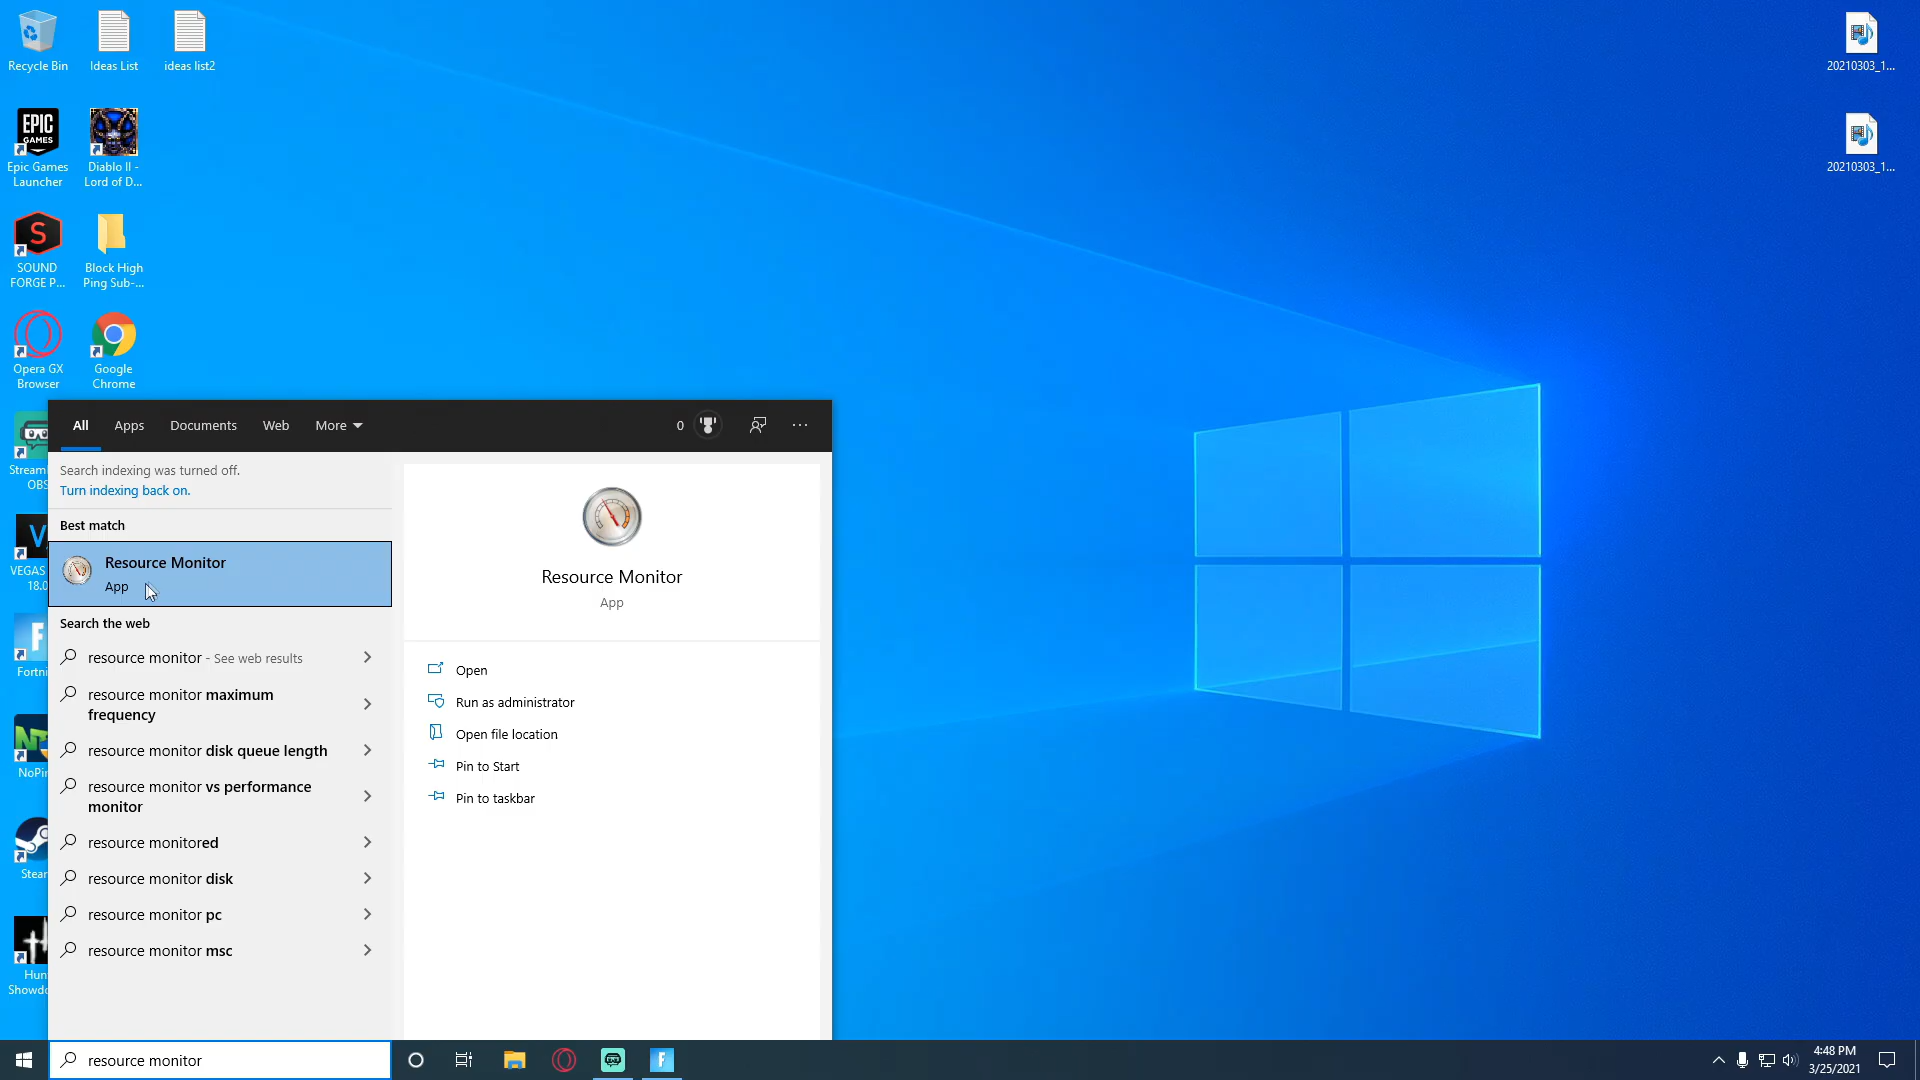 Recycle Bin
Ideas List
ideas list2
EPIC
GAMES
Epic Games
Launcher
Diablo II -
Lord of D...
S
SOUND
FORGE P...
Block High
Ping Sub-...
Opera GX
Browser
Google
Chrome
20210303_1...
20210303_1...
OBS
V
VEGAS
18.0
F
NoPi
Stear
Hun
Showd
All
Apps
Documents
Web
More
0
Search indexing was turned off.
Turn indexing back on.
Best match
Resource Monitor
App
Search the web
resource monitor - See web results
resource monitor maximum
frequency
resource monitor disk queue length
resource monitor vs performance
monitor
resource monitored
resource monitor disk
resource monitor pc
resource monitor msc
Resource Monitor
App
Open
Run as administrator
Open file location
Pin to Start
Pin to taskbar
resource monitor
F
4:48 PM
3/25/2021